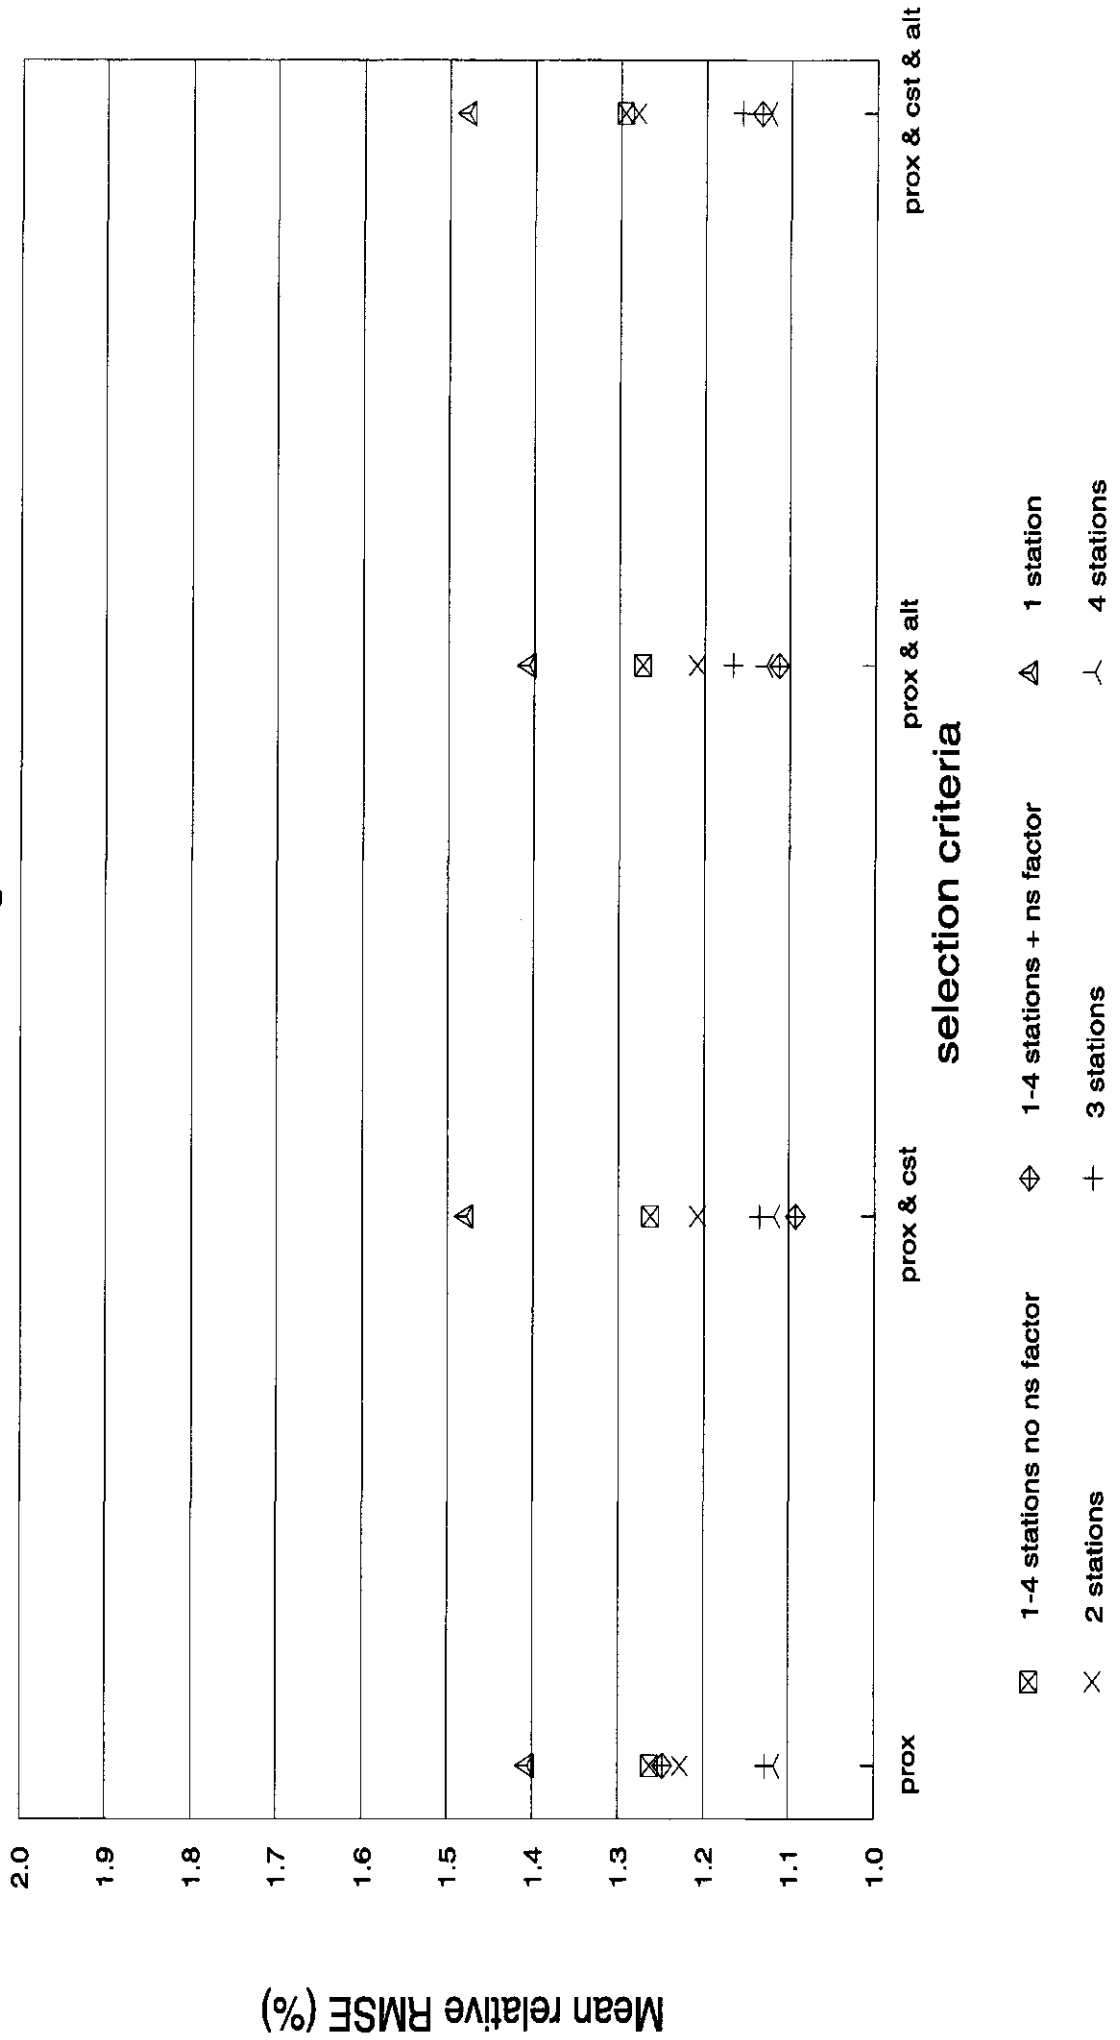 Mean relative RMSE (%)
2.0
1.9
1.8
1.7
1.6
1.5
1.4
1.3
1.2
1.1
1.0
prox
prox & cst
prox & alt
prox & cst & alt
selection criteria
1-4 stations no ns factor
1-4 stations + ns factor
1 station
2 stations
3 stations
4 stations